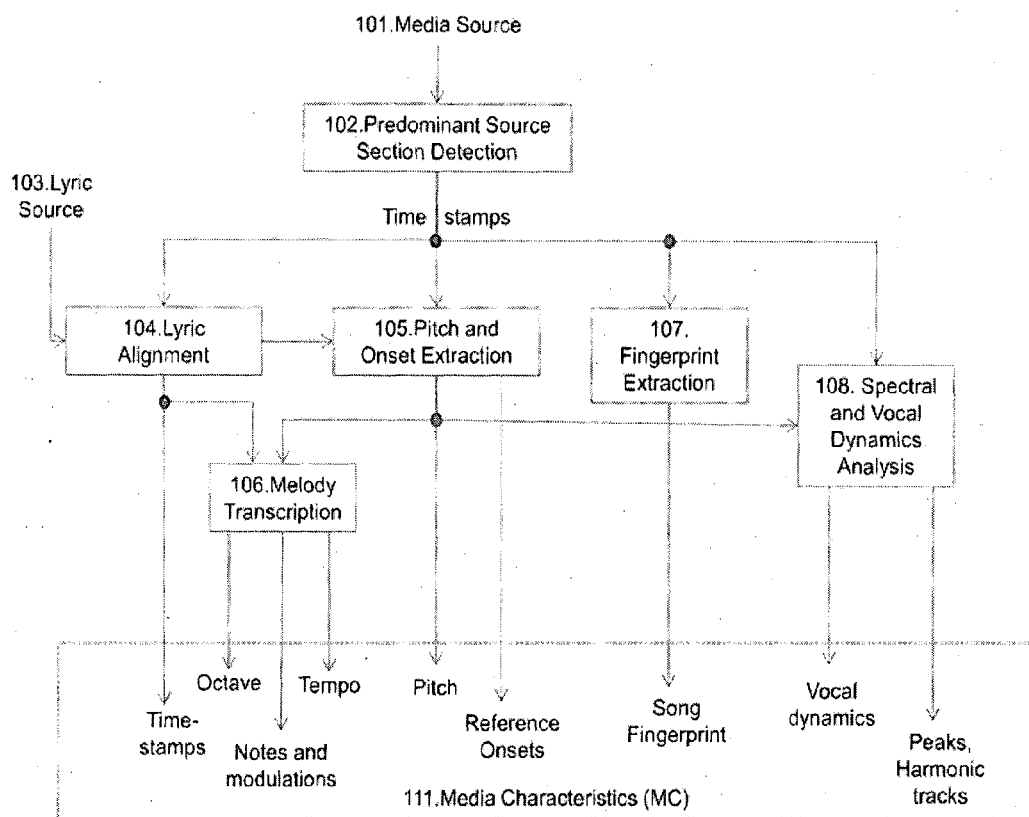 101.Media Source
102.Predominant Source
Section Detection
103.Lyric
Source
Time stamps
104.Lyric
Alignment
105.Pitch and
Onset Extraction
107.
Fingerprint
Extraction
108. Spectral
and Vocal
Dynamics
Analysis
106.Melody
Transcription
Octave
Tempo
Pitch
Time-
stamps
Notes and
modulations
Reference
Onsets
Song
Fingerprint
Vocal
dynamics
Peaks,
Harmonic
tracks
111.Media Characteristics (MC)